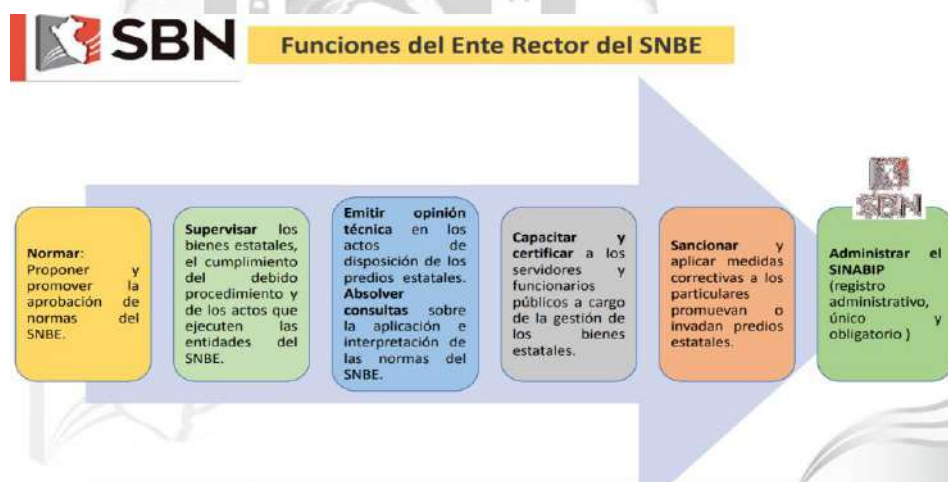 SBN
Funciones del Ente Rector del SNBE
Normar:
Proponer y
promover la
aprobación de
normas del
SNBE.
Supervisar los
bienes estatales,
el cumplimiento
del debido
procedimiento y
de los actos que
ejecuten las
entidades del
SNBE.
Emitir opinión
técnica en los
actos de
disposición de los
predios estatales.
Absolver
consultas sobre
la aplicación e
interpretación de
las normas del
SNBE.
Capacitar y
certificar a los
servidores y
funcionarios
públicos a cargo
de la gestión de
los bienes
estatales.
Sancionar y
aplicar medidas
correctivas a los
particulares
promuevan o
invadan predios
estatales.
SBN
Administrar el
SINABIP
(registro
administrativo,
único y
obligatorio )